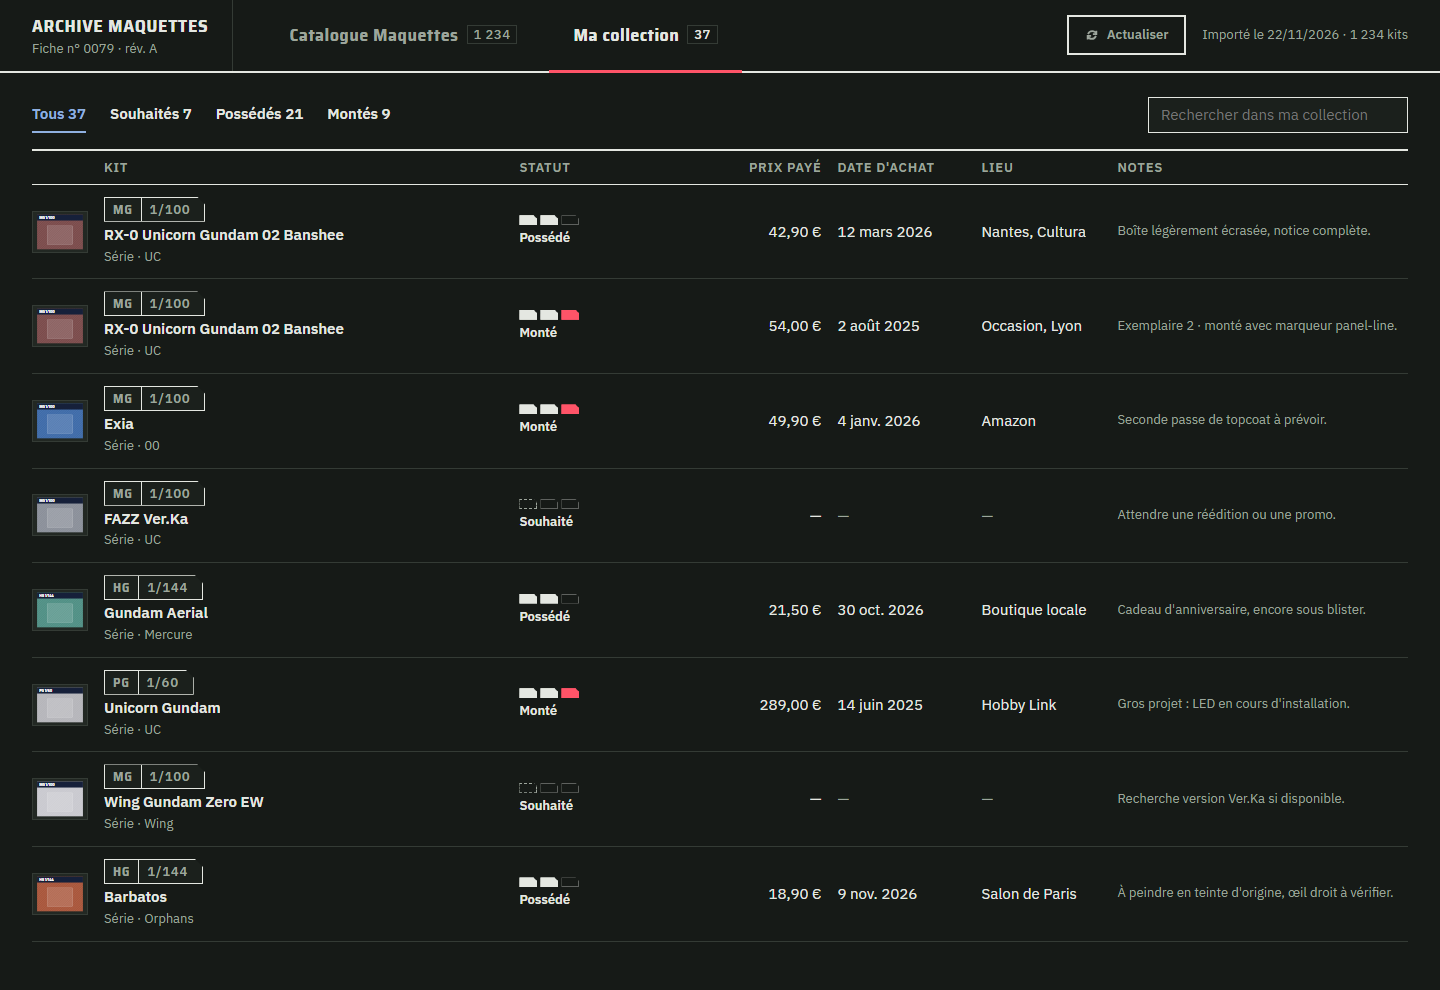 ARCHIVE MAQUETTES
Fiche n° 0079 · rév. A
Catalogue Maquettes 1 234
Ma collection 37
Actualiser
Importé le 22/11/2026 · 1 234 kits
Tous 37 Souhaités 7 Possédés 21 Montés 9
Rechercher dans ma collection
KIT STATUT PRIX PAYÉ DATE D'ACHAT LIEU NOTES
MG 1/100
RX-0 Unicorn Gundam 02 Banshee
Série · UC
Possédé
42,90 € 12 mars 2026 Nantes, Cultura Boîte légèrement écrasée, notice complète.
MG 1/100
RX-0 Unicorn Gundam 02 Banshee
Série · UC
Monté
54,00 € 2 août 2025 Occasion, Lyon Exemplaire 2 · monté avec marqueur panel-line.
MG 1/100
Exia
Série · 00
Monté
49,90 € 4 janv. 2026 Amazon Seconde passe de topcoat à prévoir.
MG 1/100
FAZZ Ver.Ka
Série · UC
Souhaité
— — — Attendre une réédition ou une promo.
HG 1/144
Gundam Aerial
Série · Mercure
Possédé
21,50 € 30 oct. 2026 Boutique locale Cadeau d'anniversaire, encore sous blister.
PG 1/60
Unicorn Gundam
Série · UC
Monté
289,00 € 14 juin 2025 Hobby Link Gros projet : LED en cours d'installation.
MG 1/100
Wing Gundam Zero EW
Série · Wing
Souhaité
— — — Recherche version Ver.Ka si disponible.
HG 1/144
Barbatos
Série · Orphans
Possédé
18,90 € 9 nov. 2026 Salon de Paris À peindre en teinte d'origine, œil droit à vérifier.